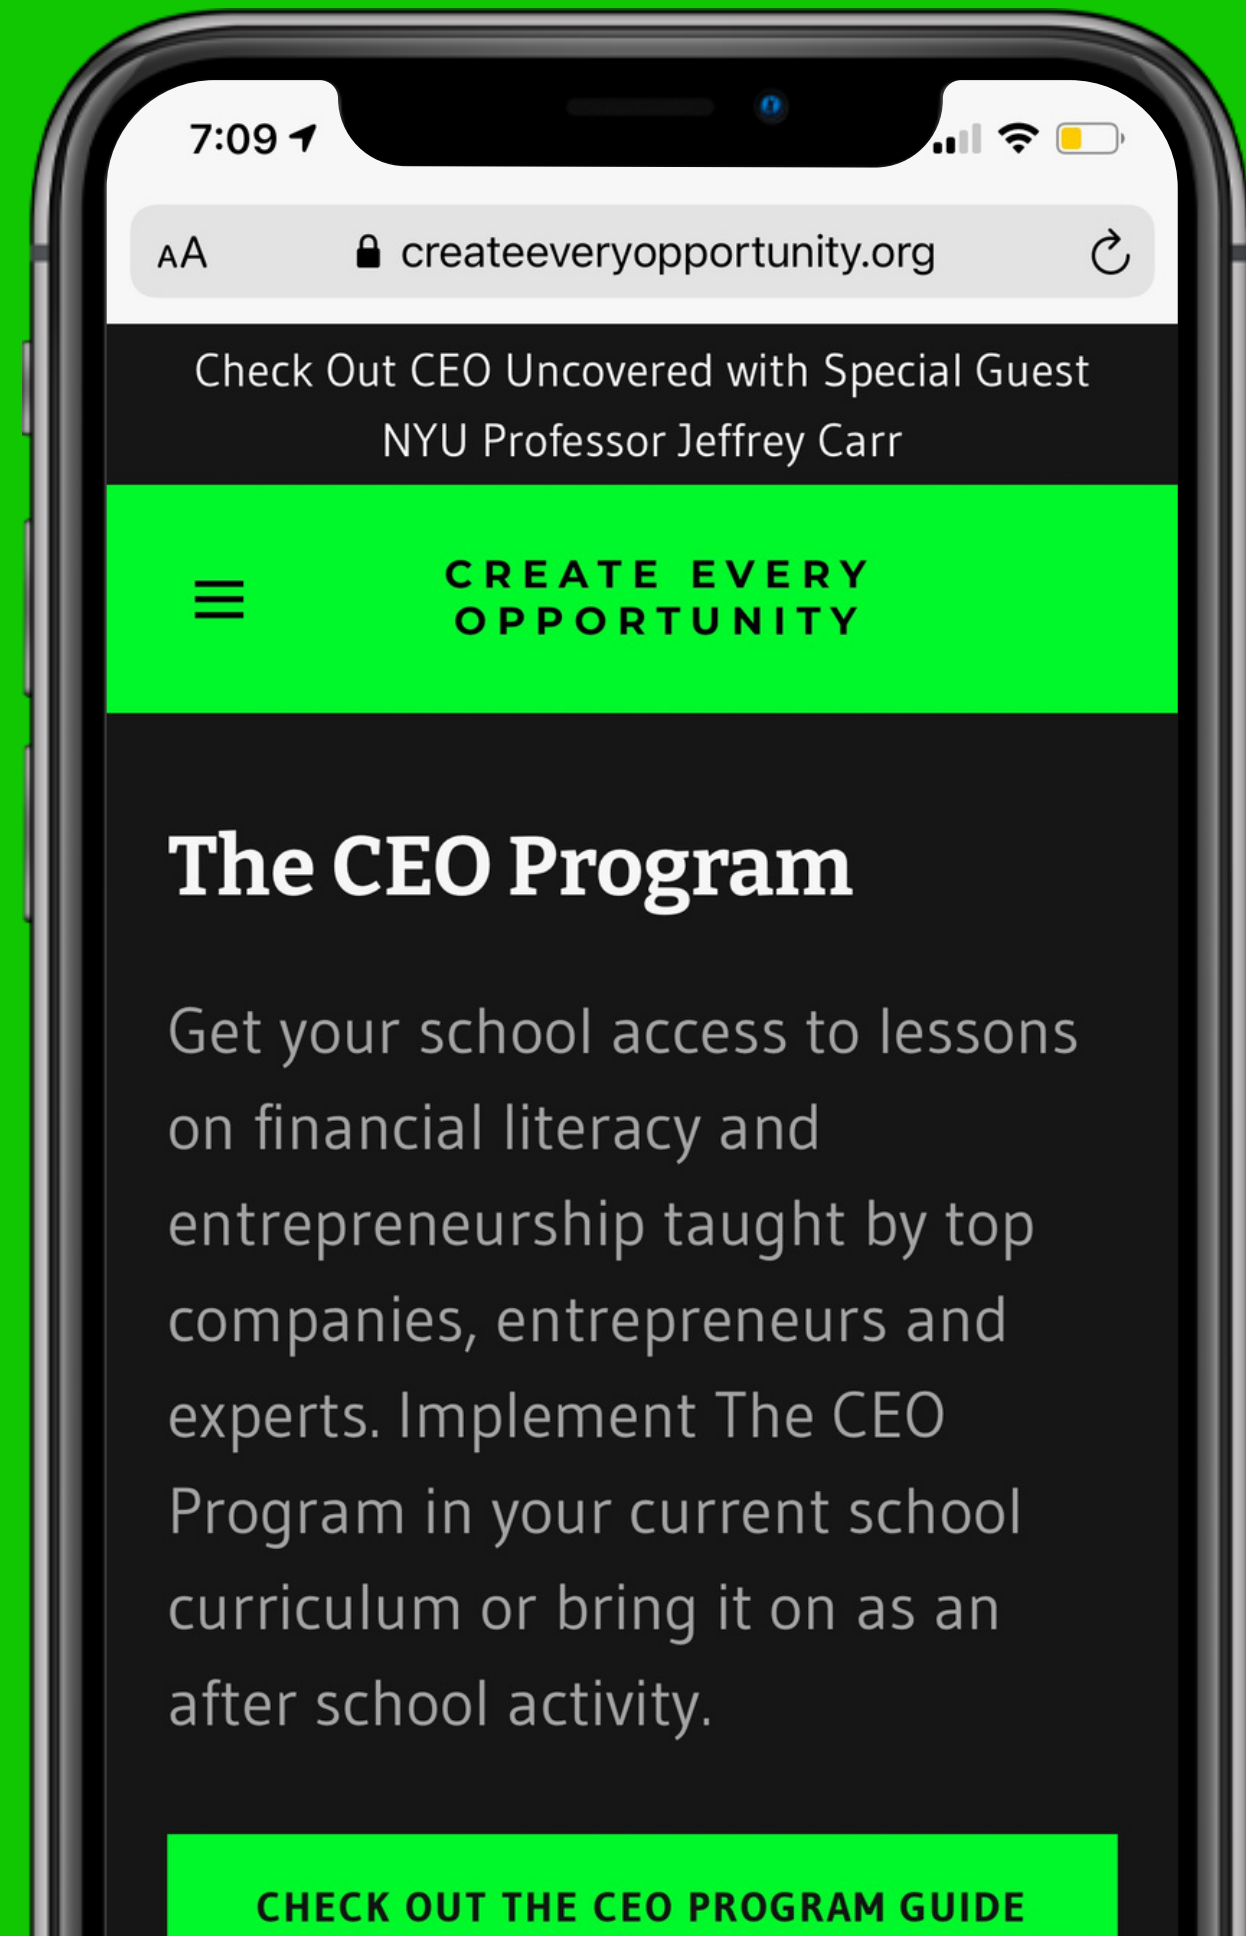 7:09
AA createeveryopportunity.org
Check Out CEO Uncovered with Special Guest
NYU Professor Jeffrey Carr
CREATE EVERY
OPPORTUNITY
The CEO Program
Get your school access to lessons
on financial literacy and
entrepreneurship taught by top
companies, entrepreneurs and
experts. Implement The CEO
Program in your current school
curriculum or bring it on as an
after school activity.
CHECK OUT THE CEO PROGRAM GUIDE